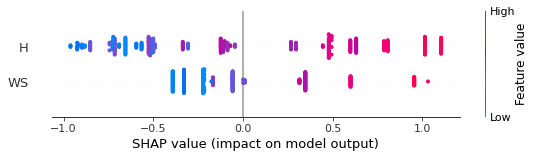 High
H
WS
Feature value
Low
−1.0 −0.5 0.0 0.5 1.0
SHAP value (impact on model output)